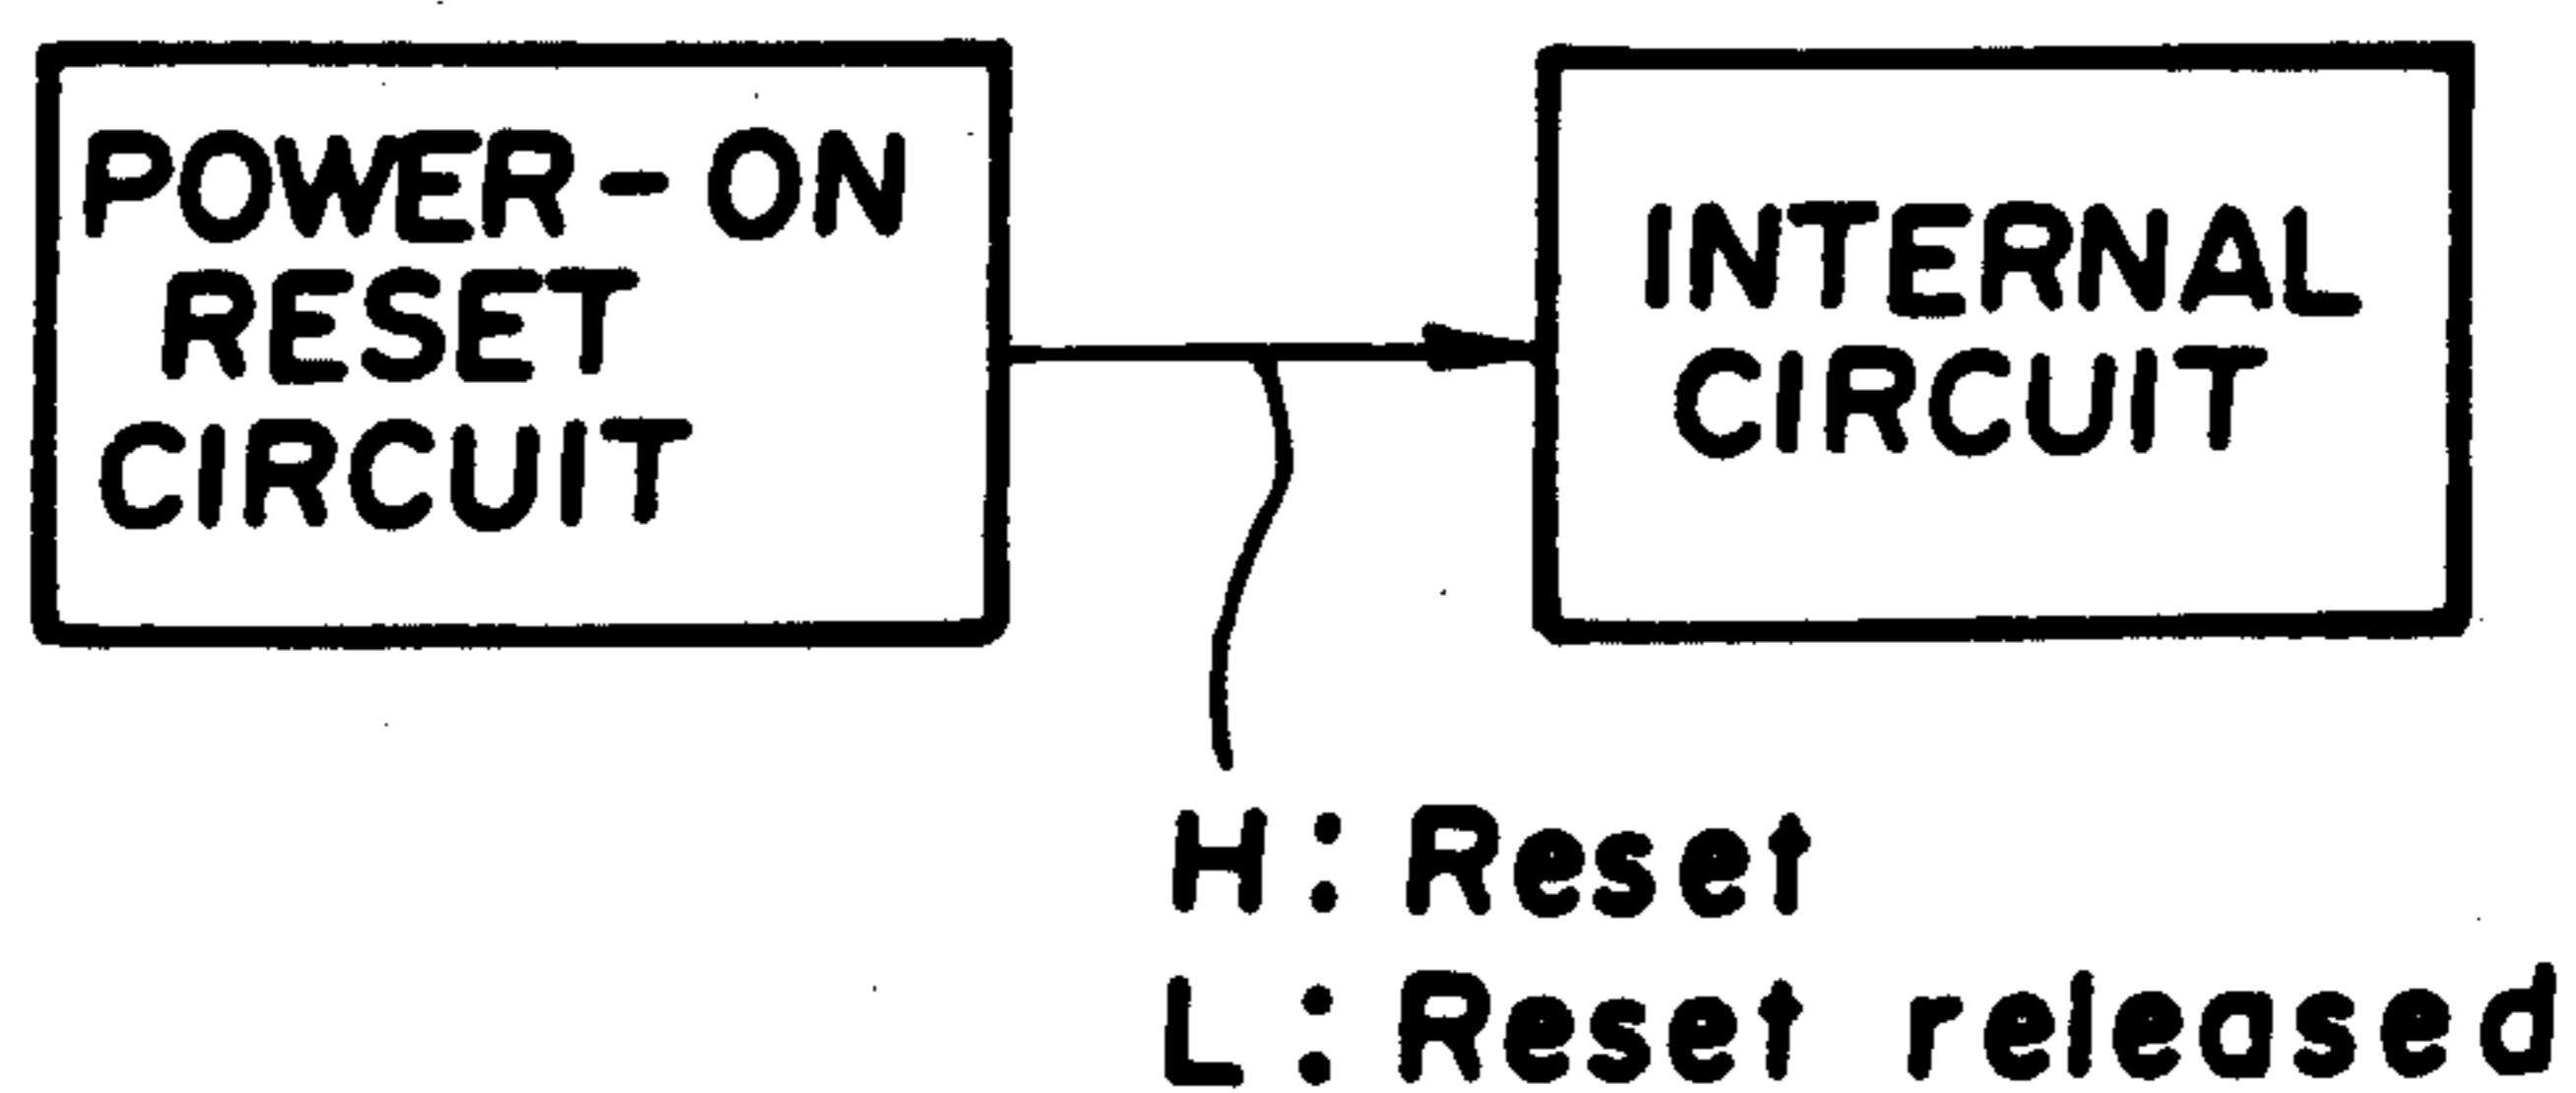 POWER-ON
RESET
CIRCUIT
INTERNAL
CIRCUIT
H: Reset
L: Reset released